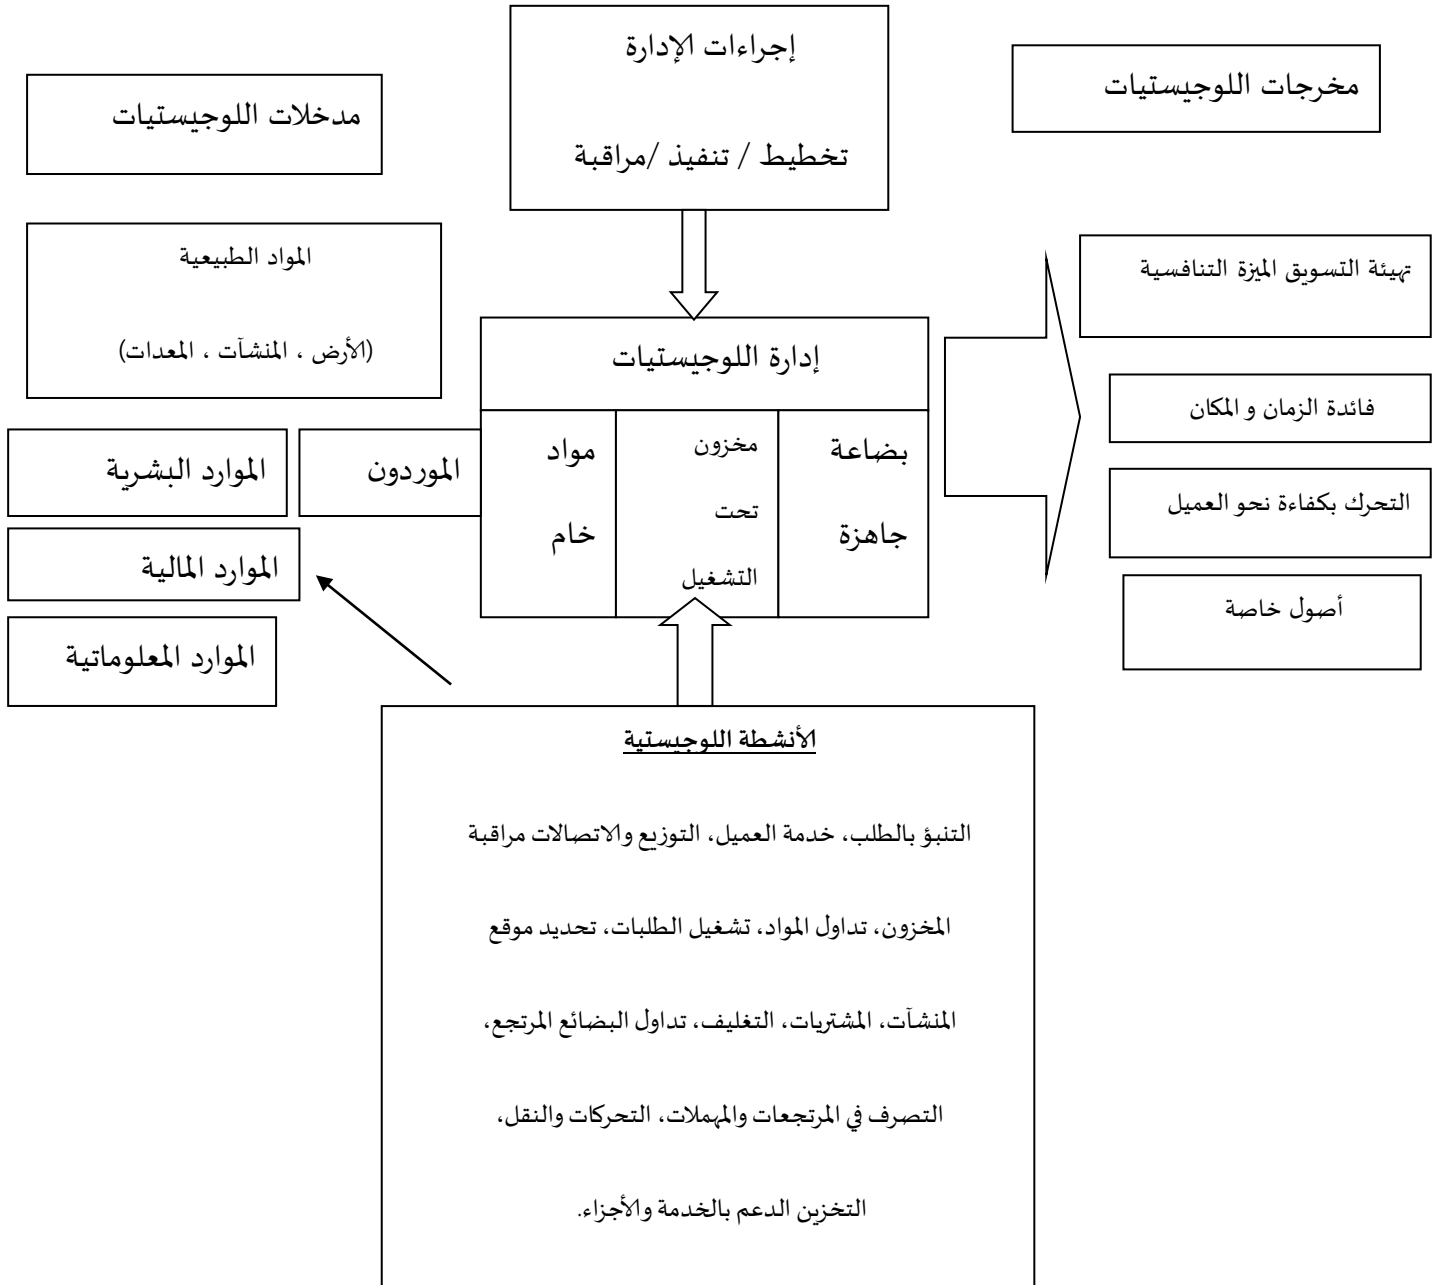 إجراءات الإدارة
تخطيط / تنفيذ /مراقبة
مخرجات اللوجيستيات
مدخلات اللوجيستيات
المواد الطبيعية
(الأرض ، المنشآت ، المعدات)
الموردون
الموارد البشرية
الموارد المالية
الموارد المعلوماتية
إدارة اللوجيستيات
مواد
خام
مخزون
تحت
التشغيل
بضاعة
جاهزة
تهيئة التسويق الميزة التنافسية
فائدة الزمان و المكان
التحرك بكفاءة نحو العميل
أصول خاصة
الأنشطة اللوجيستية
التنبؤ بالطلب، خدمة العميل، التوزيع والاتصالات مراقبة
المخزون، تداول المواد، تشغيل الطلبات، تحديد موقع
المنشآت، المشتريات، التغليف، تداول البضائع المرتجع،
التصرف في المرتجعات والمهملات، التحركات والنقل،
التخزين الدعم بالخدمة والأجزاء.